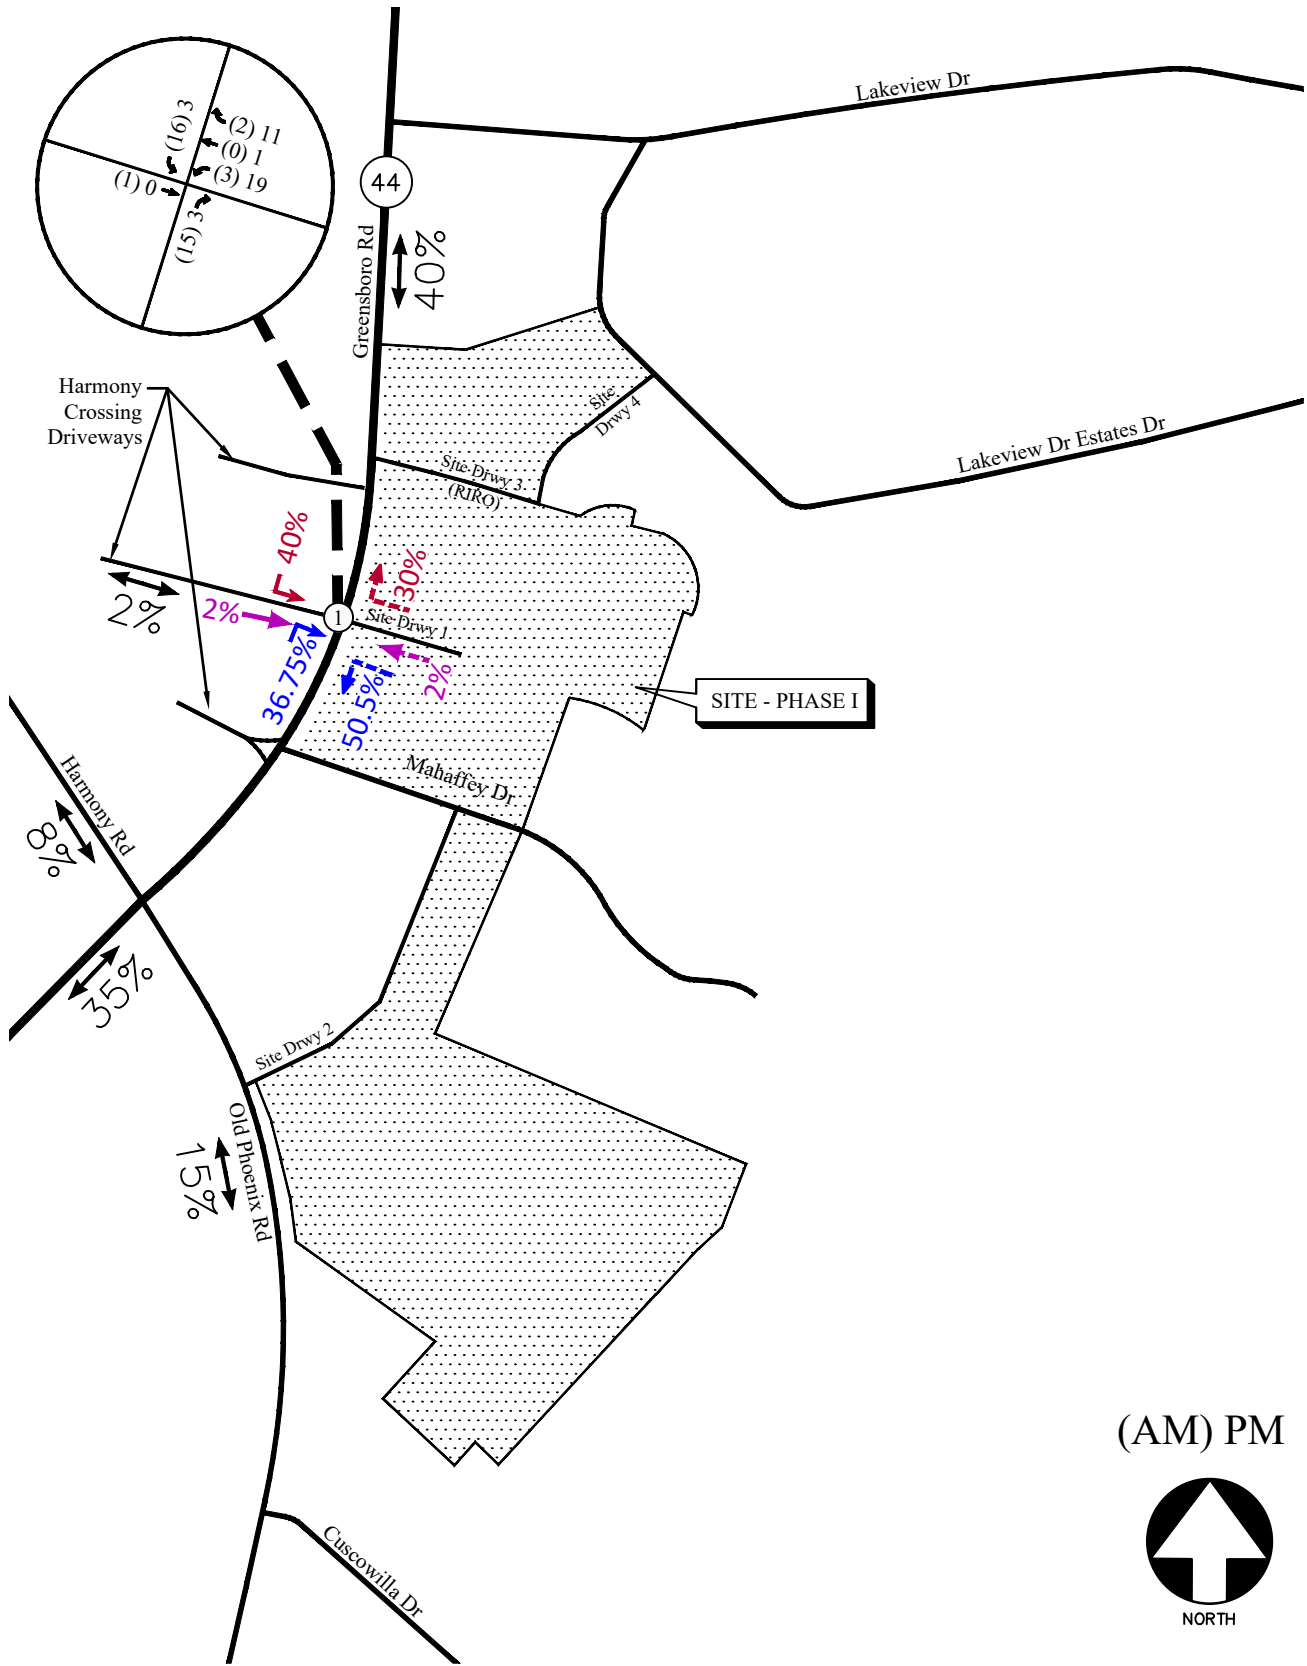 Lakeview Dr
(16) 3
(2) 11
(0) 1
(3) 19
(1) 0
(15) 3
44
Greensboro Rd
40%
Harmony
Crossing
Driveways
Site
Drwy 4
Lakeview Dr Estates Dr
Site Drwy 3
(RIRO)
40%
30%
2%
2%
1
Site Drwy 1
36.75%
50.5%
2%
SITE - PHASE I
Mahaffey Dr
Harmony Rd
8%
35%
Site Drwy 2
Old Phoenix Rd
15%
Cuscowilla Dr
(AM) PM
NORTH